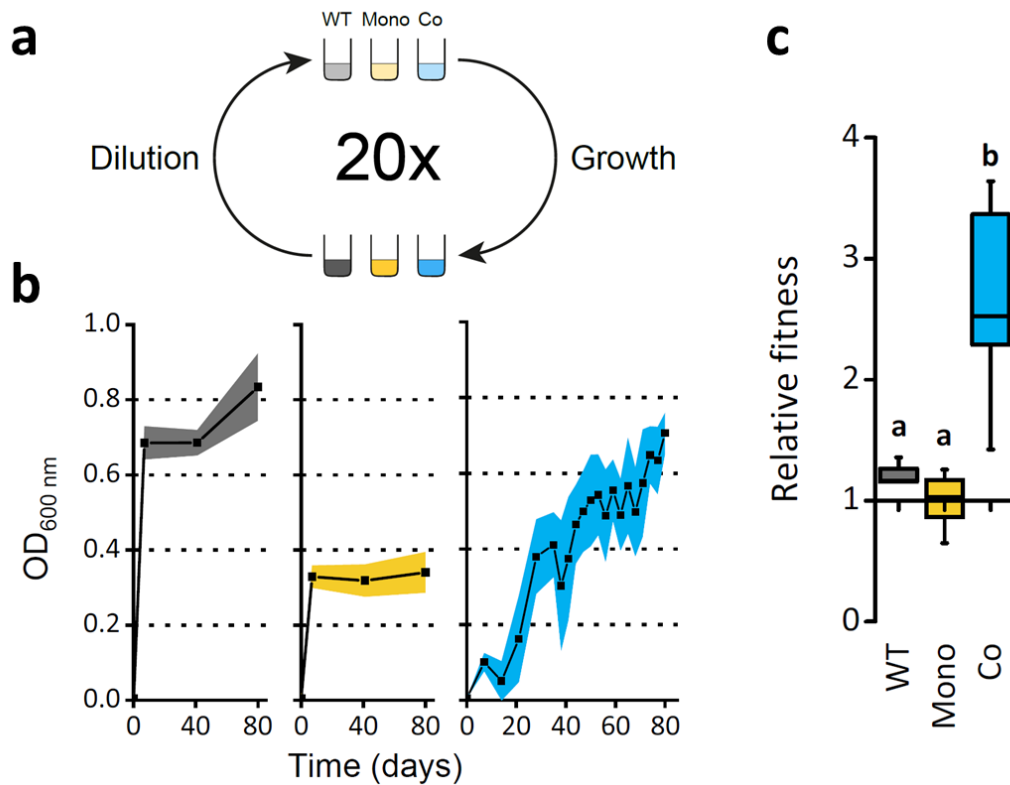 a
WT Mono Co
Dilution
20x
Growth
b
OD600 nm
1.0
0.8
0.6
0.4
0.2
0.0
0 40 80
0 40 80
0 20 40 60 80
Time (days)
c
Relative fitness
4
3
2
1
0
a
a
b
WT
Mono
Co